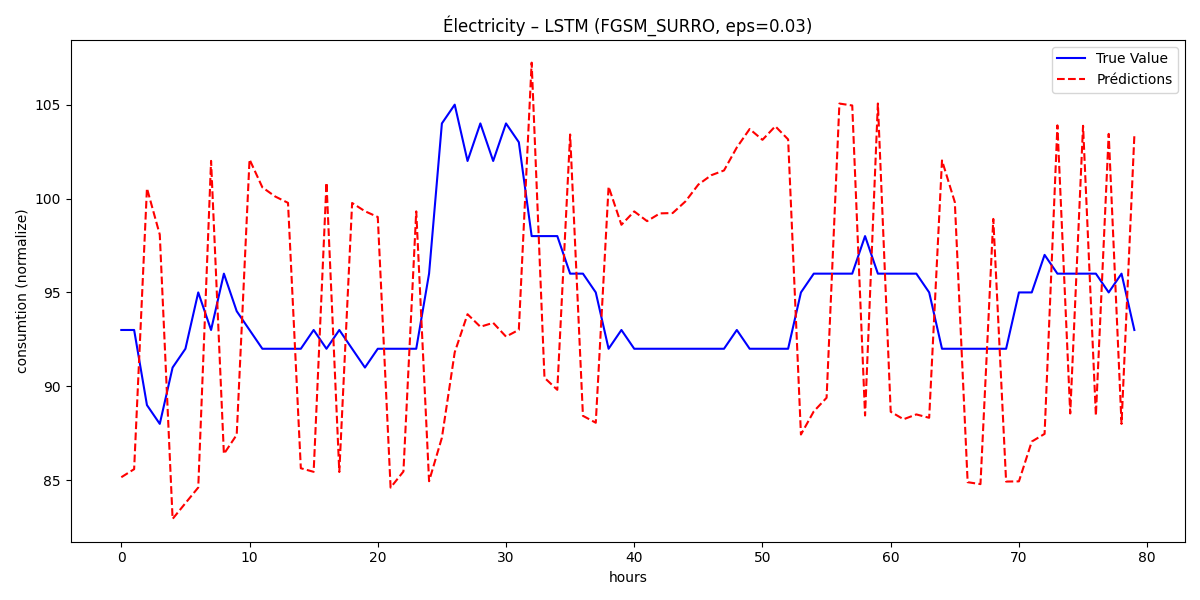 Électricity – LSTM (FGSM_SURRO, eps=0.03)
True Value
Prédictions
consumtion (normalize)
105
100
95
90
85
0 10 20 30 40 50 60 70 80
hours